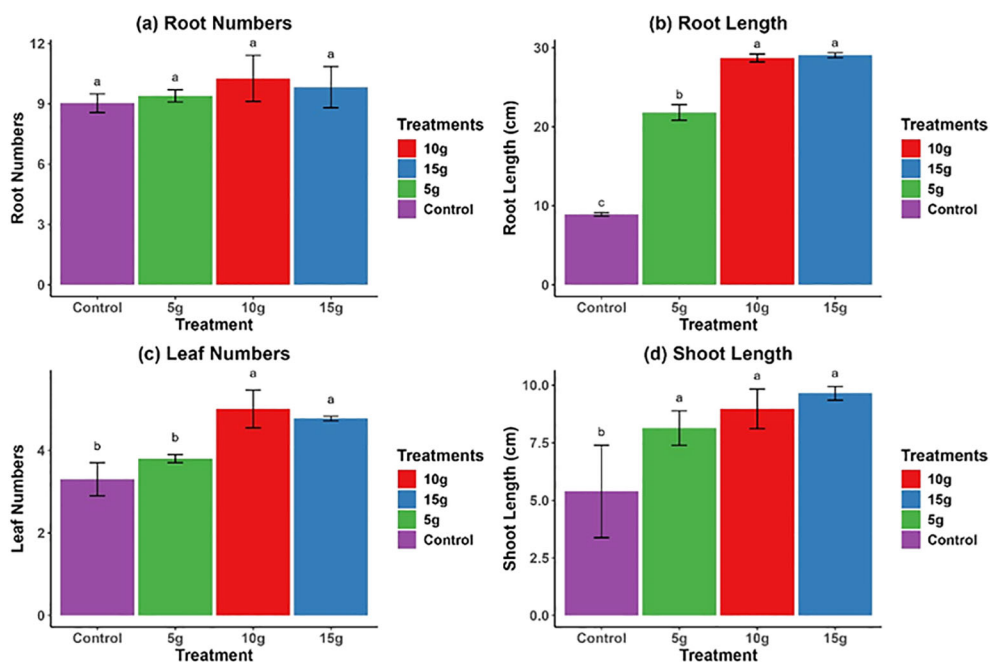 (a) Root Numbers
12
9
6
3
0
Root Numbers
a
a
a
a
Control
5g
10g
15g
Treatment
Treatments
10g
15g
5g
Control
(b) Root Length
30
20
10
0
Root Length (cm)
c
b
a
a
Control
5g
10g
15g
Treatment
Treatments
10g
15g
5g
Control
(c) Leaf Numbers
4
2
0
Leaf Numbers
b
b
a
a
Control
5g
10g
15g
Treatment
Treatments
10g
15g
5g
Control
(d) Shoot Length
10.0
7.5
5.0
2.5
0.0
Shoot Length (cm)
b
a
a
a
Control
5g
10g
15g
Treatment
Treatments
10g
15g
5g
Control